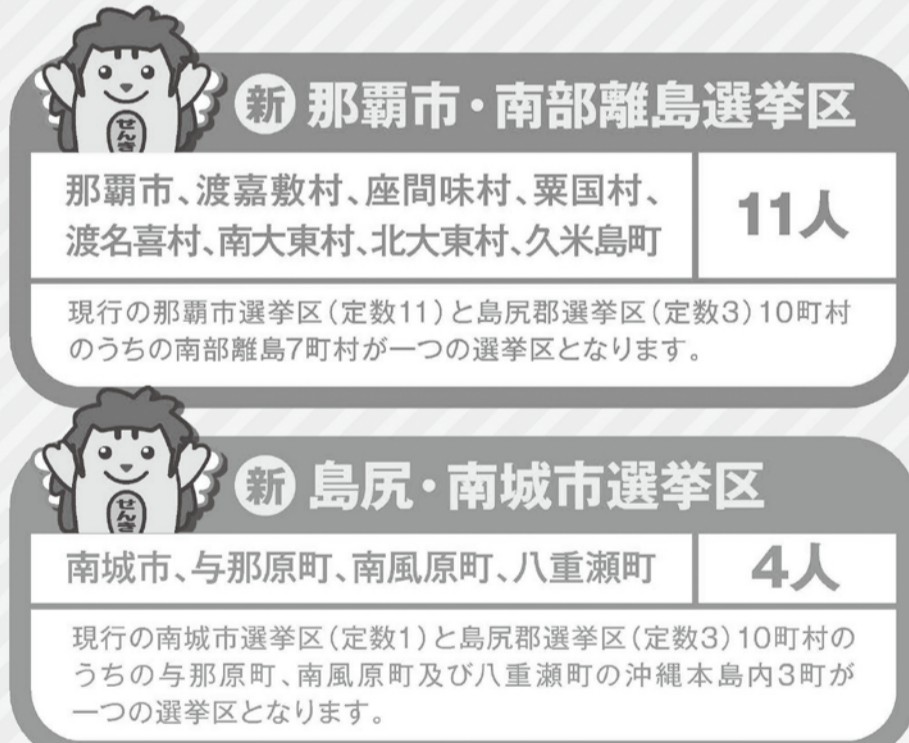 新 那覇市・南部離島選挙区
せんき
那覇市、渡嘉敷村、座間味村、粟国村、
渡名喜村、南大東村、北大東村、久米島町
11人
現行の那覇市選挙区(定数11)と島尻郡選挙区(定数3)10町村
のうちの南部離島7町村が一つの選挙区となります。
新 島尻・南城市選挙区
せんき
南城市、与那原町、南風原町、八重瀬町
4人
現行の南城市選挙区(定数1)と島尻郡選挙区(定数3)10町村の
うちの与那原町、南風原町及び八重瀬町の沖縄本島内3町が
一つの選挙区となります。